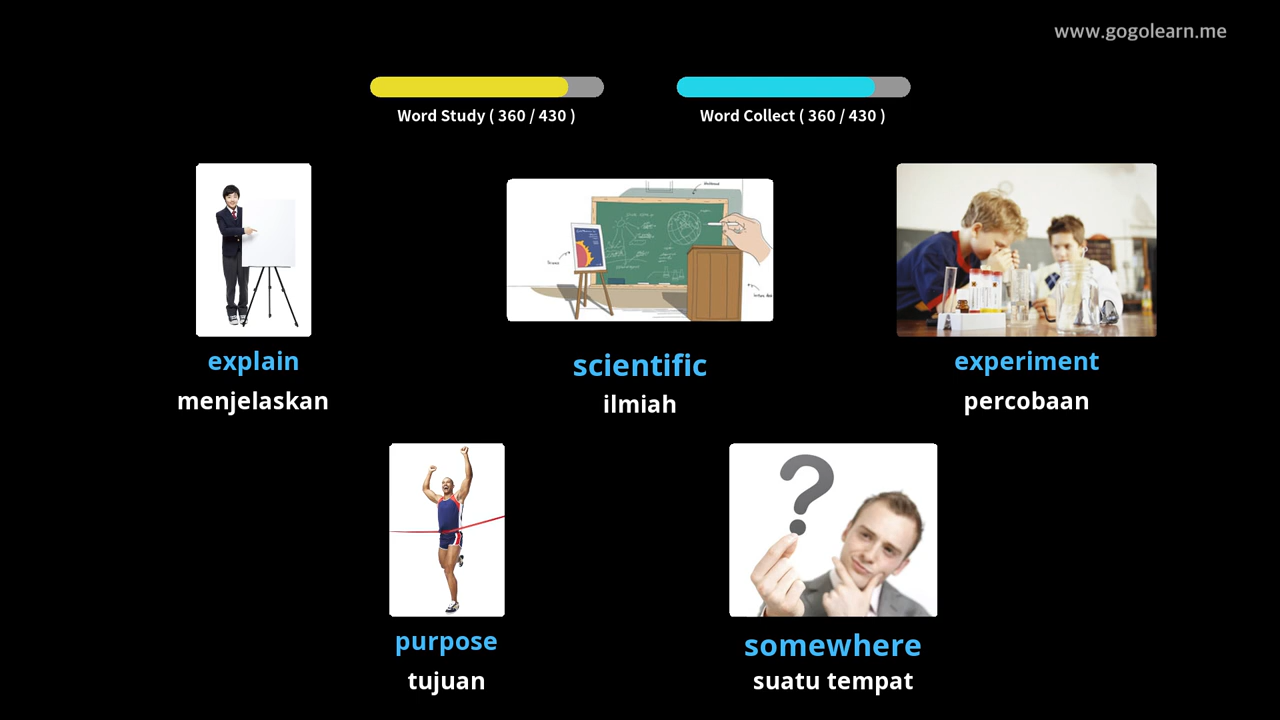 www.gogolearn.me
Word Study ( 360 / 430 )
Word Collect ( 360 / 430 )
explain
menjelaskan
scientific
ilmiah
experiment
percobaan
purpose
tujuan
somewhere
suatu tempat